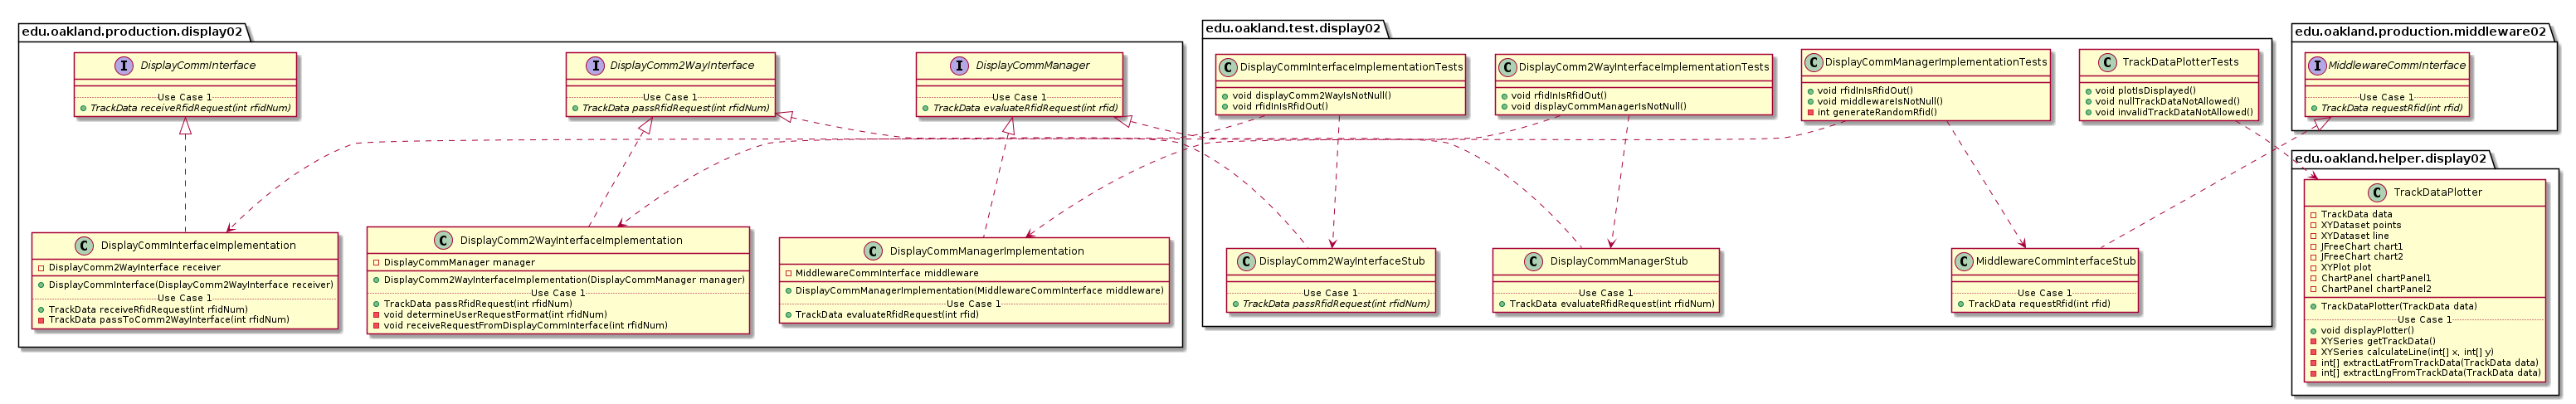 edu.oakland.production.display02
I DisplayCommInterface
Use Case 1
TrackData receiveRfidRequest(int rfidNum)
I DisplayComm2WayInterface
Use Case 1
TrackData passRfidRequest(int rfidNum)
I DisplayCommManager
Use Case 1
TrackData evaluateRfidRequest(int rfid)
C DisplayCommInterfaceImplementation
DisplayComm2WayInterface receiver
DisplayCommInterface(DisplayComm2WayInterface receiver)
Use Case 1
TrackData receiveRfidRequest(int rfidNum)
TrackData passToComm2WayInterface(int rfidNum)
C DisplayComm2WayInterfaceImplementation
DisplayCommManager manager
DisplayComm2WayInterfaceImplementation(DisplayCommManager manager)
Use Case 1
TrackData passRfidRequest(int rfidNum)
void determineUserRequestFormat(int rfidNum)
void receiveRequestFromDisplayCommInterface(int rfidNum)
C DisplayCommManagerImplementation
MiddlewareCommInterface middleware
DisplayCommManagerImplementation(MiddlewareCommInterface middleware)
Use Case 1
TrackData evaluateRfidRequest(int rfid)
edu.oakland.test.display02
C DisplayCommInterfaceImplementationTests
void displayComm2WayIsNotNull()
void rfidInIsRfidOut()
C DisplayComm2WayInterfaceImplementationTests
void rfidInIsRfidOut()
void displayCommManagerIsNotNull()
C DisplayCommManagerImplementationTests
void rfidInIsRfidOut()
void middlewareIsNotNull()
int generateRandomRfid()
C TrackDataPlotterTests
void plotIsDisplayed()
void nullTrackDataNotAllowed()
void invalidTrackDataNotAllowed()
C DisplayComm2WayInterfaceStub
Use Case 1
TrackData passRfidRequest(int rfidNum)
C DisplayCommManagerStub
Use Case 1
TrackData evaluateRfidRequest(int rfidNum)
C MiddlewareCommInterfaceStub
Use Case 1
TrackData requestRfid(int rfid)
edu.oakland.production.middleware02
I MiddlewareCommInterface
Use Case 1
TrackData requestRfid(int rfid)
edu.oakland.helper.display02
C TrackDataPlotter
TrackData data
XYDataset points
XYDataset line
JFreeChart chart1
JFreeChart chart2
XYPlot plot
ChartPanel chartPanel1
ChartPanel chartPanel2
TrackDataPlotter(TrackData data)
Use Case 1
void displayPlotter()
XYSeries getTrackData()
XYSeries calculateLine(int[] x, int[] y)
int[] extractLatFromTrackData(TrackData data)
int[] extractLngFromTrackData(TrackData data)